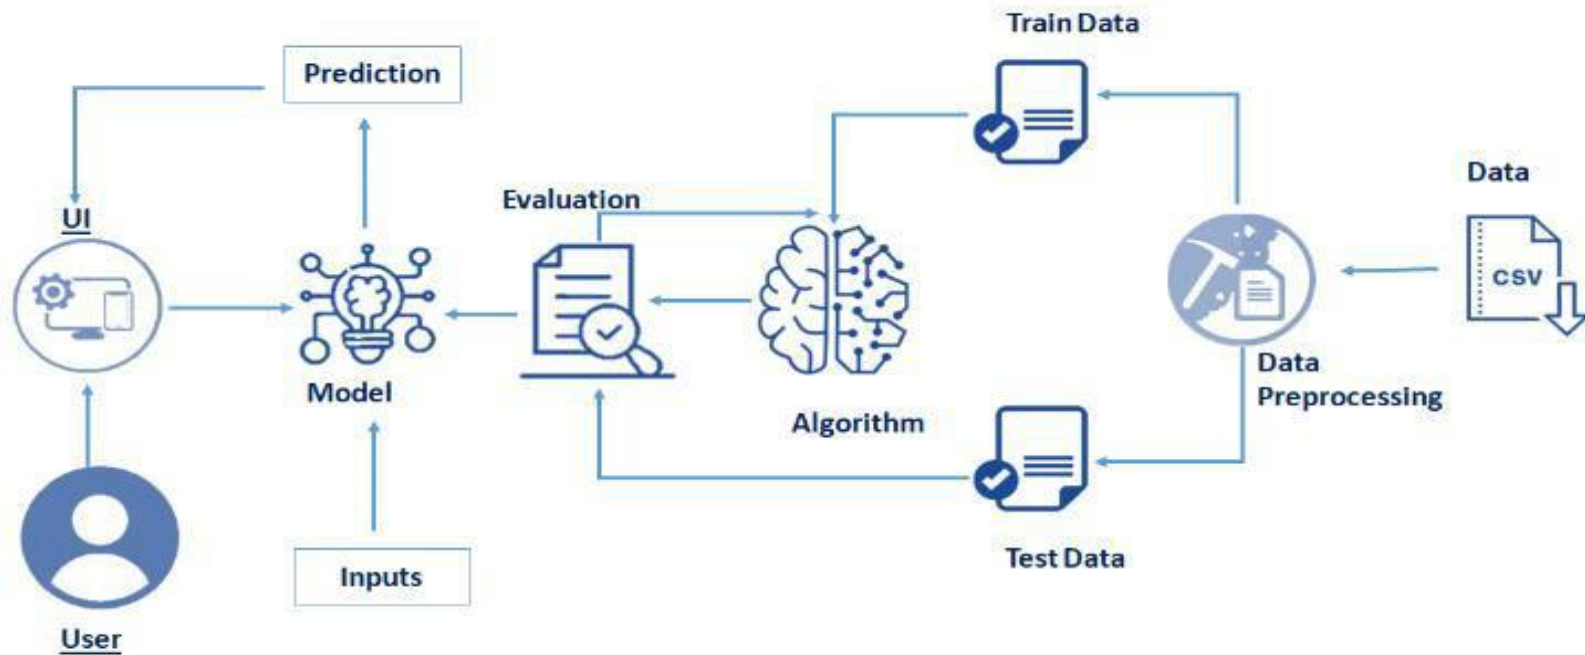 Train Data
Prediction
Data
Evaluation
UI
CSV
Data
Preprocessing
Model
Algorithm
Test Data
Inputs
User